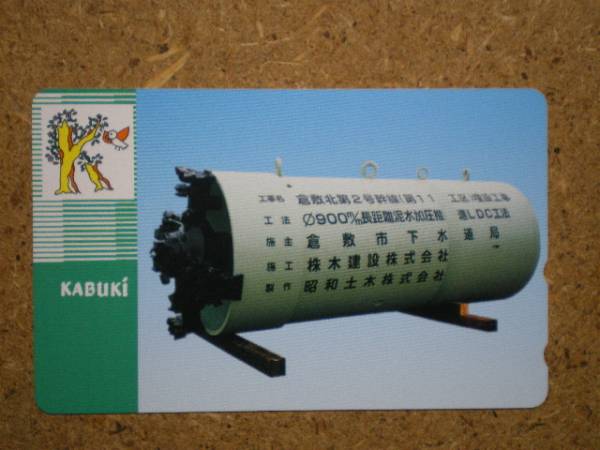 KABUKi
工事名 倉敷北第2号幹線(第11 工区)埋設工事
工法 Ø900m/m長距離泥水加圧推進LDC工法
施主 倉敷市下水道局
施工 株木建設株式会社
製作 昭和土木株式会社